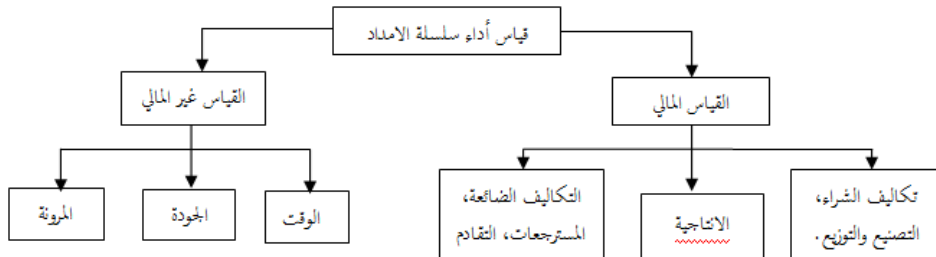 قياس أداء سلسلة الامداد
القياس المالي
القياس غير المالي
تكاليف الشراء،
التصنيع والتوزيع.
الانتاجية
التكاليف الضائعة،
المسترجعات، التقادم
الوقت
الجودة
المرونة